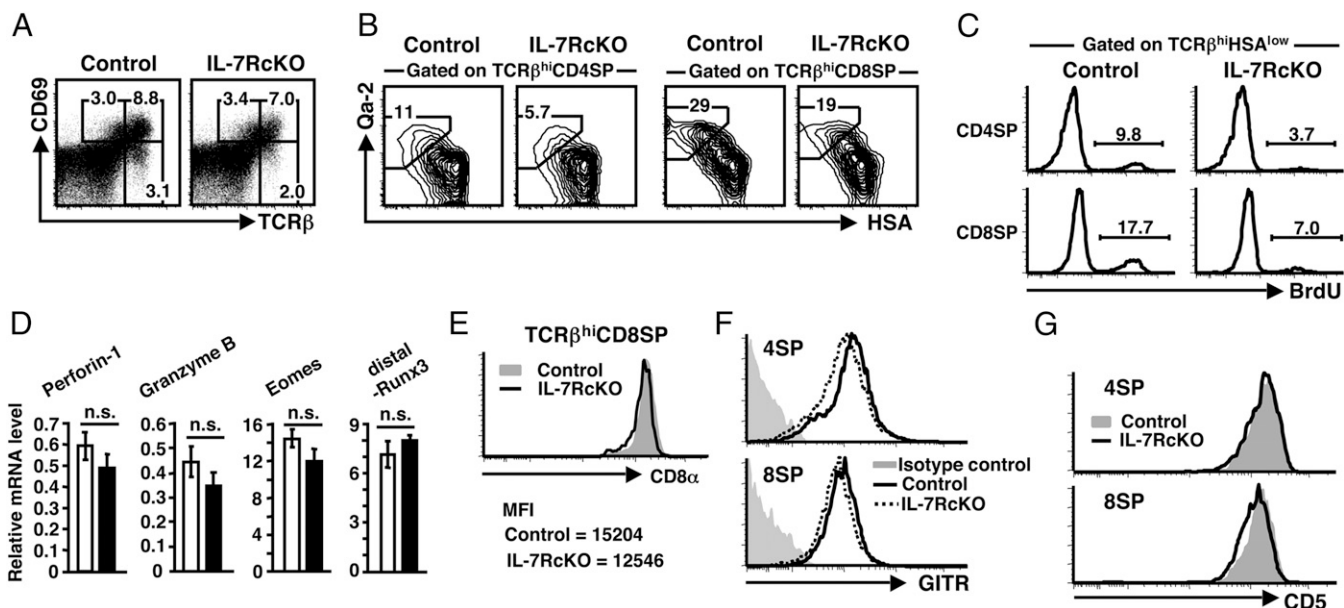 A
Control IL-7RcKO
CD69
3.0 8.8
3.1
3.4 7.0
2.0
TCRβ
B
Control IL-7RcKO Control IL-7RcKO
Gated on TCRβhiCD4SP Gated on TCRβhiCD8SP
Qa-2
11
5.7
29
19
HSA
C
Gated on TCRβhiHSAlow
Control IL-7RcKO
CD4SP
9.8
3.7
CD8SP
17.7
7.0
BrdU
D
Relative mRNA level
Perforin-1
n.s.
0.7
0.6
0.5
0.4
0.3
0.2
0.1
0
Granzyme B
n.s.
0.6
0.5
0.4
0.3
0.2
0.1
0
Eomes
n.s.
16
12
8
4
0
distal
-Runx3
n.s.
9
6
3
0
E
TCRβhiCD8SP
Control
IL-7RcKO
CD8α
MFI
Control = 15204
IL-7RcKO = 12546
F
4SP
8SP
Isotype control
Control
IL-7RcKO
GITR
G
4SP
Control
IL-7RcKO
8SP
CD5